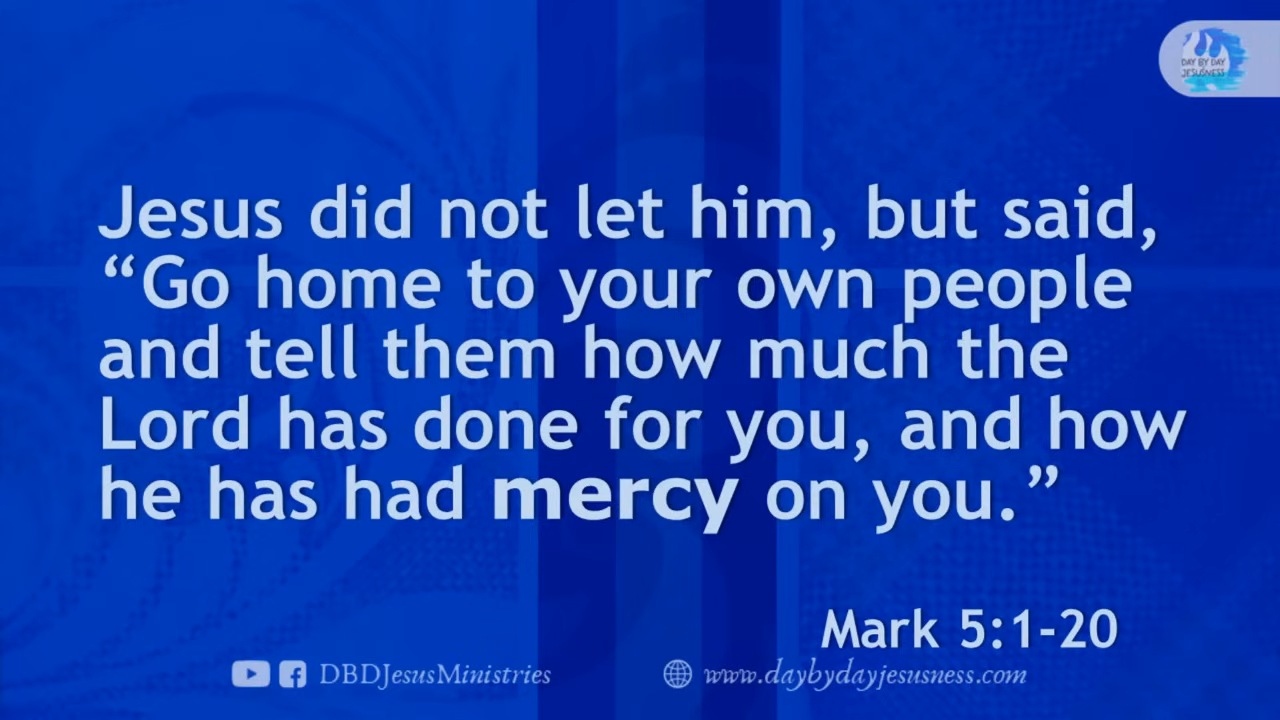 DAY BY DAY
JESUSNESS
Jesus did not let him, but said,
“Go home to your own people
and tell them how much the
Lord has done for you, and how
he has had mercy on you.”
Mark 5:1-20
DBDJesusMinistries
www.daybydayjesusness.com